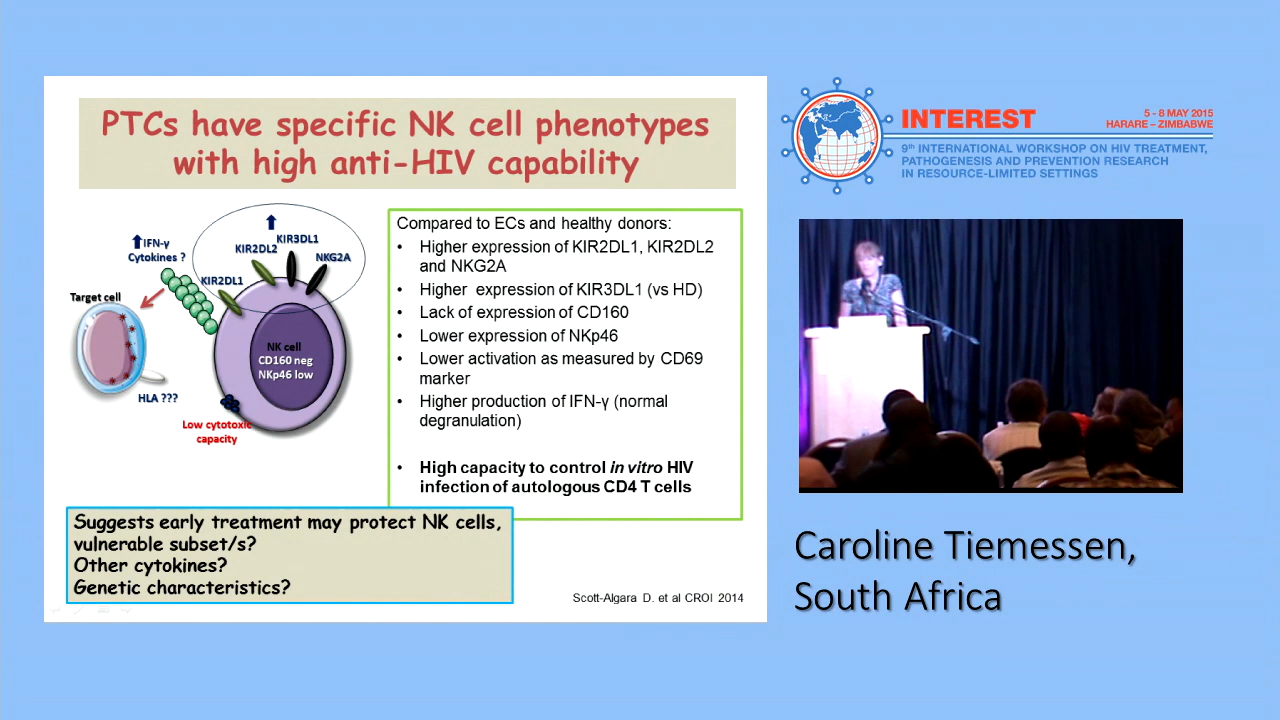 PTCs have specific NK cell phenotypes
with high anti-HIV capability
IFN-γ
Cytokines ?
KIR2DL1
KIR2DL2
KIR3DL1
NKG2A
Target cell
NK cell
CD160 neg
NKp46 low
HLA ???
Low cytotoxic
capacity
Compared to ECs and healthy donors:
• Higher expression of KIR2DL1, KIR2DL2
and NKG2A
• Higher expression of KIR3DL1 (vs HD)
• Lack of expression of CD160
• Lower expression of NKp46
• Lower activation as measured by CD69
marker
• Higher production of IFN-γ (normal
degranulation)
• High capacity to control in vitro HIV
infection of autologous CD4 T cells
Suggests early treatment may protect NK cells,
vulnerable subset/s?
Other cytokines?
Genetic characteristics?
Scott-Algara D. et al CROI 2014
INTEREST
5 - 8 MAY 2015
HARARE – ZIMBABWE
9th INTERNATIONAL WORKSHOP ON HIV TREATMENT,
PATHOGENESIS AND PREVENTION RESEARCH
IN RESOURCE-LIMITED SETTINGS
Caroline Tiemessen,
South Africa